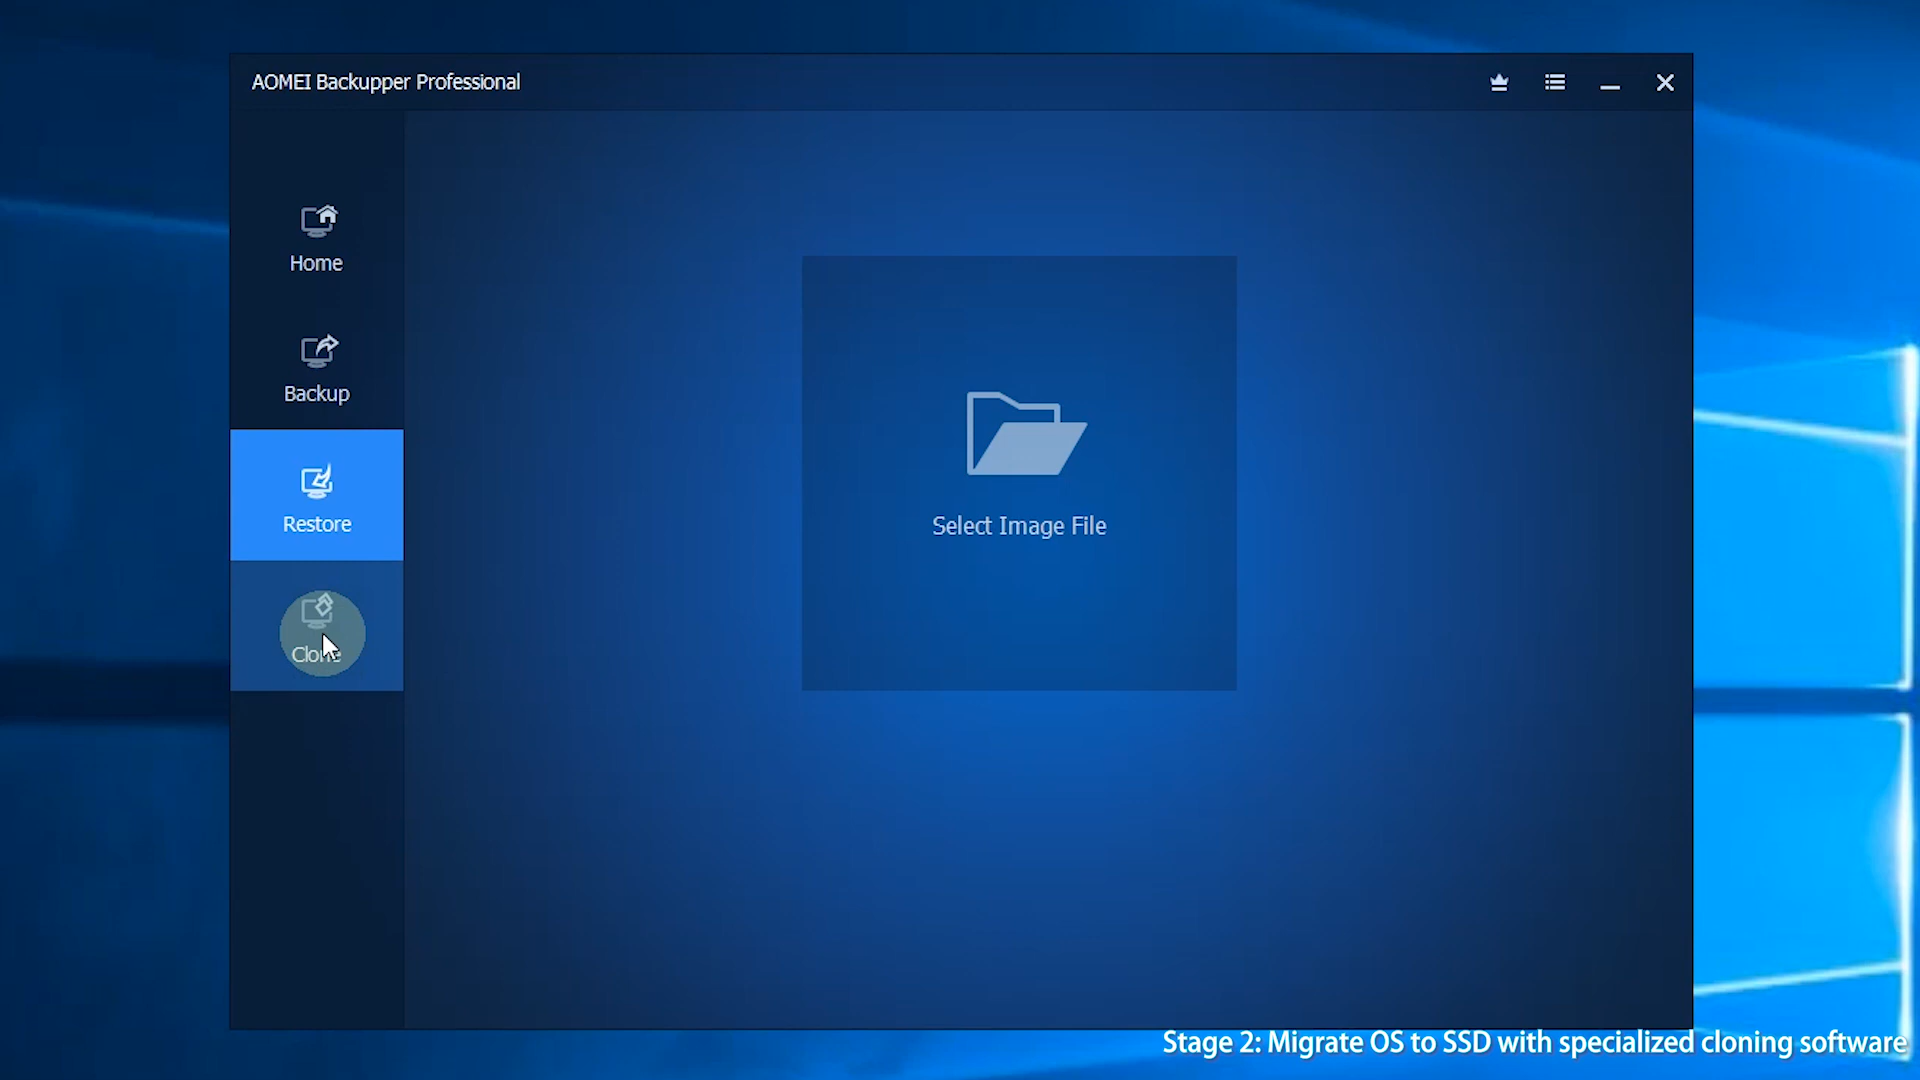 AOMEI Backupper Professional
Home
Backup
Restore
Clone
Select Image File
Stage 2: Migrate OS to SSD with specialized cloning software